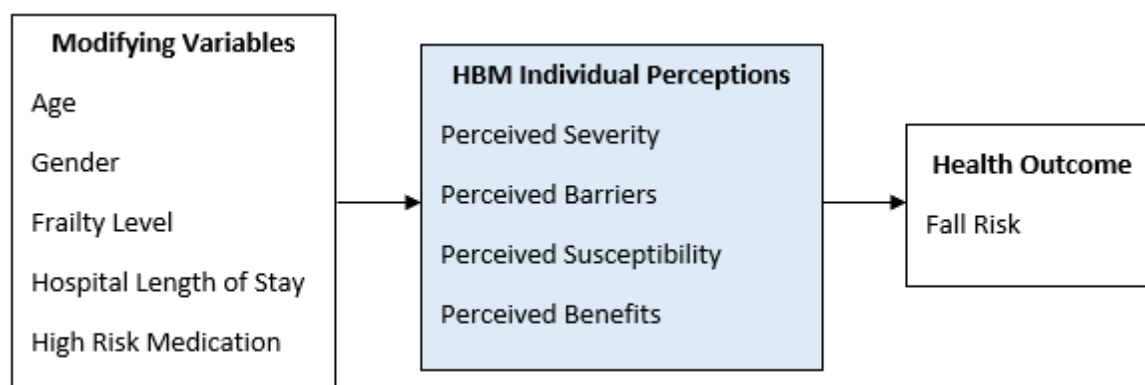 Modifying Variables
Age
Gender
Frailty Level
Hospital Length of Stay
High Risk Medication
HBM Individual Perceptions
Perceived Severity
Perceived Barriers
Perceived Susceptibility
Perceived Benefits
Health Outcome
Fall Risk